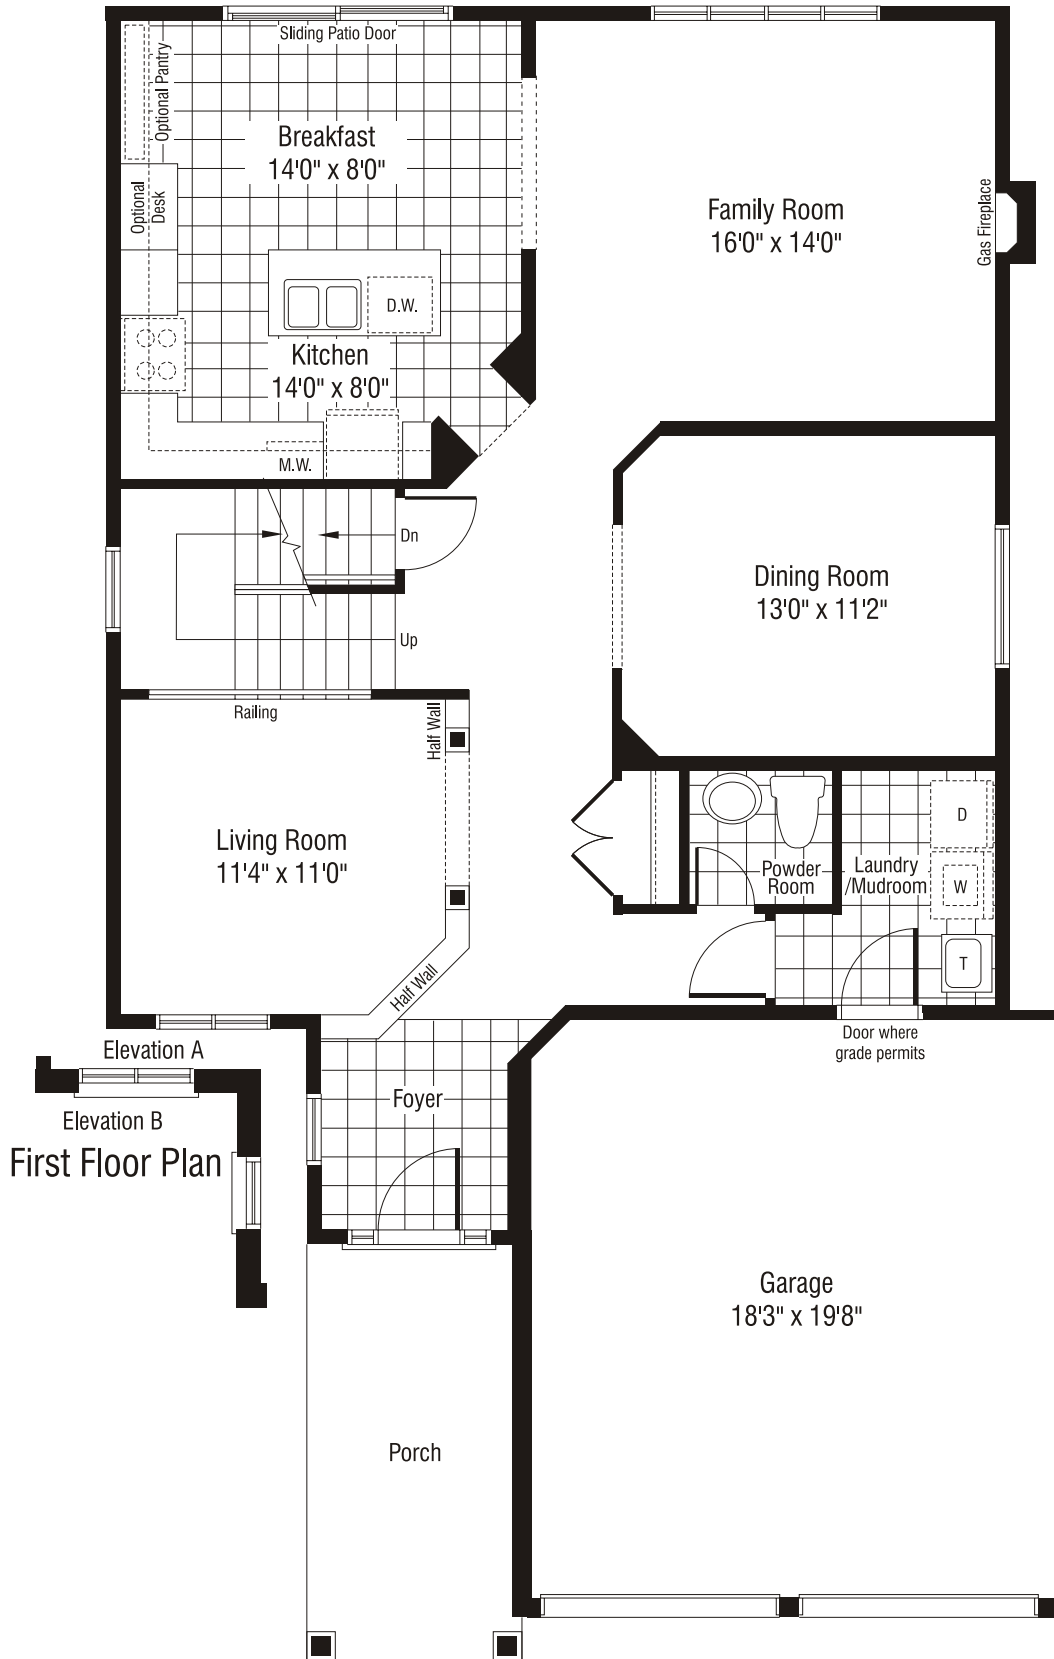 Sliding Patio Door
Optional Pantry
Breakfast
14'0" x 8'0"
Optional
Desk
Family Room
16'0" x 14'0"
Gas Fireplace
D.W.
Kitchen
14'0" x 8'0"
M.W.
Dn
Dining Room
13'0" x 11'2"
Up
Railing
Half Wall
Living Room
11'4" x 11'0"
D
Powder
Room
Laundry
/Mudroom
W
T
Half Wall
Door where
grade permits
Elevation A
Foyer
Elevation B
First Floor Plan
Garage
18'3" x 19'8"
Porch